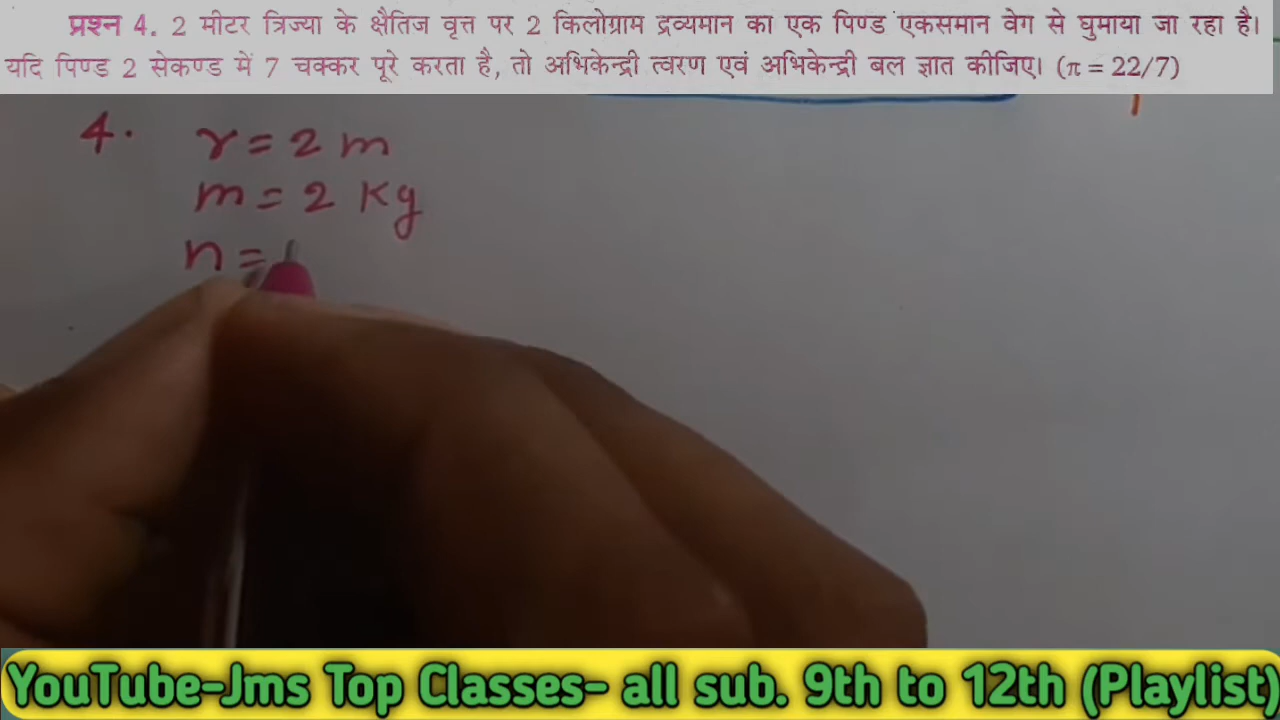 प्रश्न 4. 2 मीटर त्रिज्या के क्षैतिज वृत्त पर 2 किलोग्राम द्रव्यमान का एक पिण्ड एकसमान वेग से घुमाया जा रहा है।
यदि पिण्ड 2 सेकण्ड में 7 चक्कर पूरे करता है, तो अभिकेन्द्री त्वरण एवं अभिकेन्द्री बल ज्ञात कीजिए। (π = 22/7)
4. r = 2 m
m = 2 Kg
n =
YouTube-Jms Top Classes- all sub. 9th to 12th (Playlist)